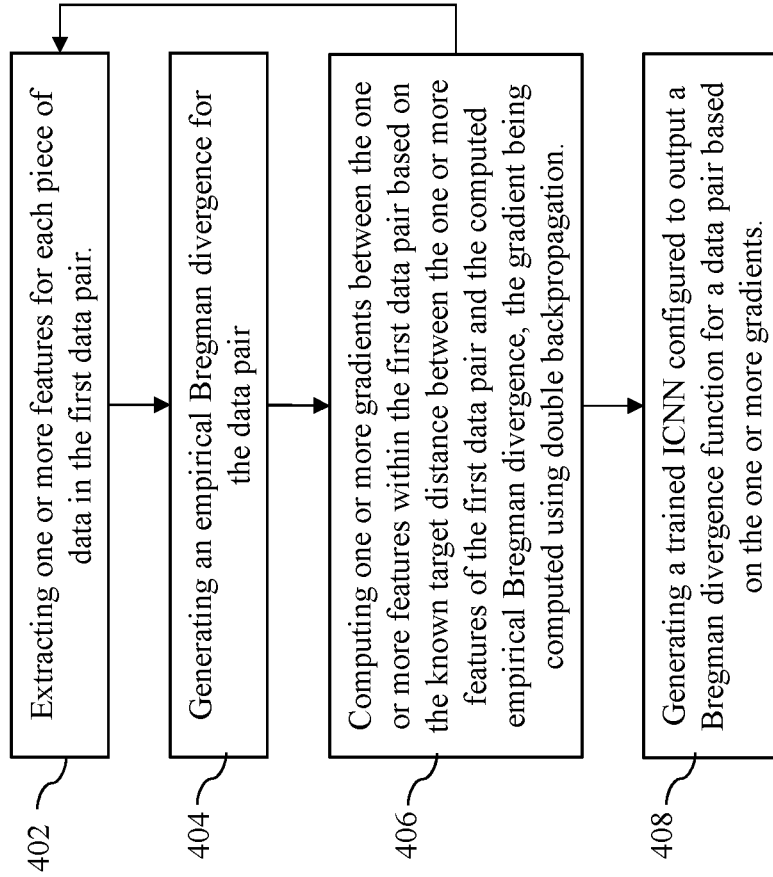 402
Extracting one or more features for each piece of
data in the first data pair.
404
Generating an empirical Bregman divergence for
the data pair
406
Computing one or more gradients between the one
or more features within the first data pair based on
the known target distance between the one or more
features of the first data pair and the computed
empirical Bregman divergence, the gradient being
computed using double backpropagation.
408
Generating a trained ICNN configured to output a
Bregman divergence function for a data pair based
on the one or more gradients.